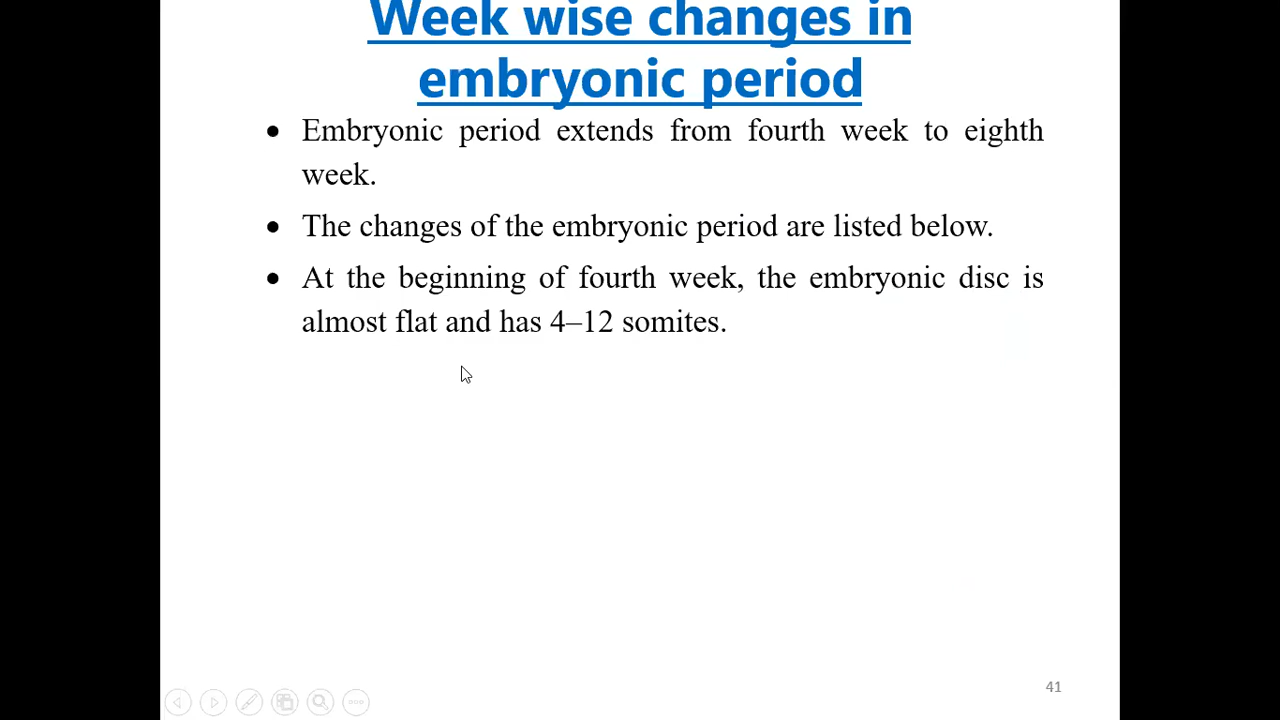 Week wise changes in
embryonic period
• Embryonic period extends from fourth week to eighth
week.
• The changes of the embryonic period are listed below.
• At the beginning of fourth week, the embryonic disc is
almost flat and has 4–12 somites.
41